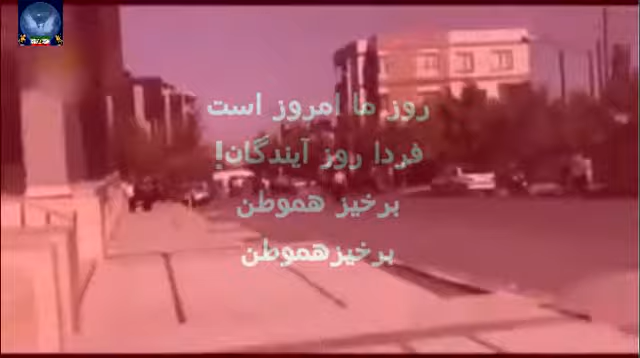 روز ما امروز است
فردا روز آیندگان!
برخیز هموطن
برخیزهموطن